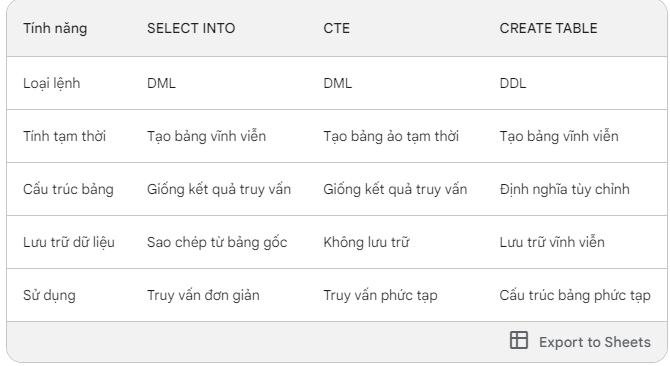 Tính năng SELECT INTO CTE CREATE TABLE
Loại lệnh DML DML DDL
Tính tạm thời Tạo bảng vĩnh viễn Tạo bảng ảo tạm thời Tạo bảng vĩnh viễn
Cấu trúc bảng Giống kết quả truy vấn Giống kết quả truy vấn Định nghĩa tùy chỉnh
Lưu trữ dữ liệu Sao chép từ bảng gốc Không lưu trữ Lưu trữ vĩnh viễn
Sử dụng Truy vấn đơn giản Truy vấn phức tạp Cấu trúc bảng phức tạp
Export to Sheets